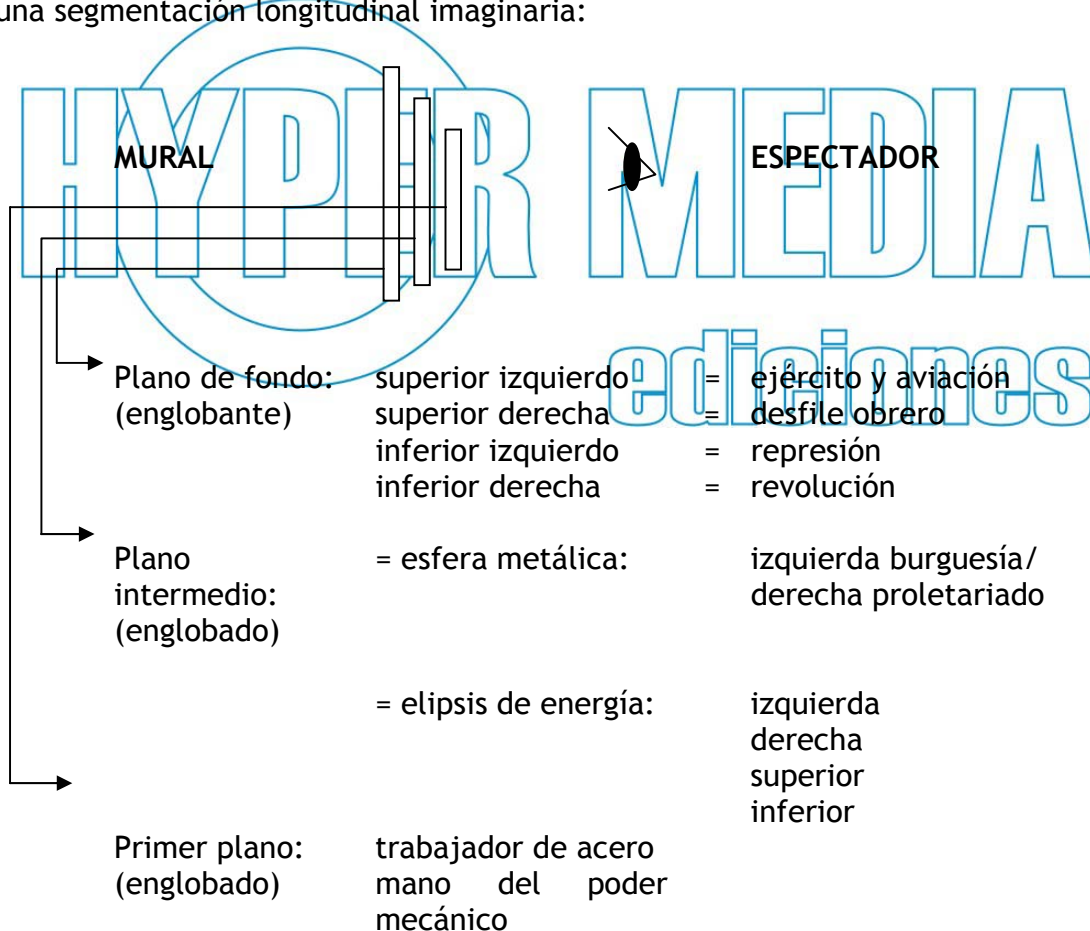 una segmentación longitudinal imaginaria:
HYPER MEDIA
MURAL ESPECTADOR
ediciones
Plano de fondo: superior izquierdo = ejército y aviación
(englobante) superior derecha = desfile obrero
inferior izquierdo = represión
inferior derecha = revolución
Plano = esfera metálica: izquierda burguesía/
intermedio: derecha proletariado
(englobado)
= elipsis de energía: izquierda
derecha
superior
inferior
Primer plano: trabajador de acero
(englobado) mano del poder
mecánico